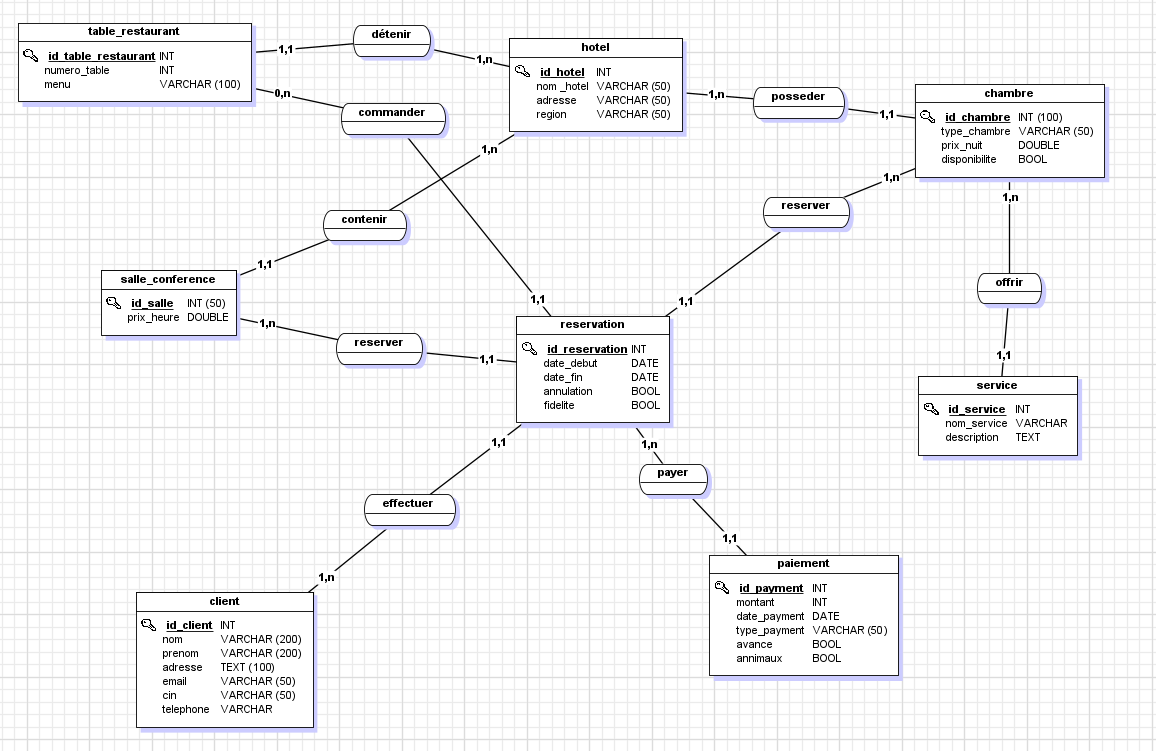 table_restaurant
id_table_restaurant INT
numero_table INT
menu VARCHAR (100)
1,1
détenir
1,n
hotel
id_hotel INT
nom _hotel VARCHAR (50)
adresse VARCHAR (50)
region VARCHAR (50)
0,n
commander
1,1
1,n
posseder
1,1
chambre
id_chambre INT (100)
type_chambre VARCHAR (50)
prix_nuit DOUBLE
disponibilite BOOL
1,n
contenir
1,1
1,n
reserver
1,1
1,n
offrir
1,1
salle_conference
id_salle INT (50)
prix_heure DOUBLE
1,n
reserver
1,1
reservation
id_reservation INT
date_debut DATE
date_fin DATE
annulation BOOL
fidelite BOOL
service
id_service INT
nom_service VARCHAR
description TEXT
1,1
effectuer
1,n
1,n
payer
1,1
client
id_client INT
nom VARCHAR (200)
prenom VARCHAR (200)
adresse TEXT (100)
email VARCHAR (50)
cin VARCHAR (50)
telephone VARCHAR
paiement
id_payment INT
montant INT
date_payment DATE
type_payment VARCHAR (50)
avance BOOL
annimaux BOOL